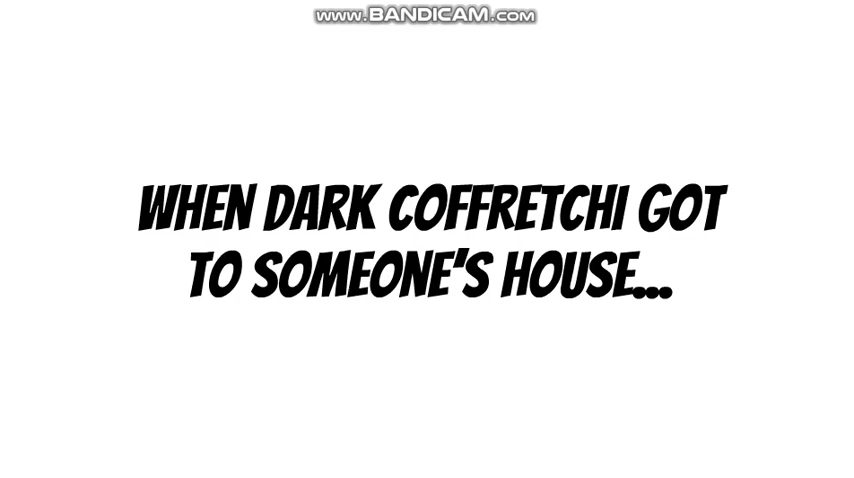 www.BANDICAM.com
WHEN DARK COFFRETCHI GOT
TO SOMEONE'S HOUSE...